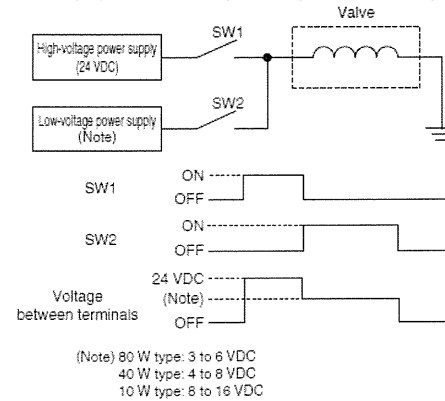 Valve
SW1
High-voltage power supply
(24 VDC)
SW2
Low-voltage power supply
(Note)
ON
SW1
OFF
ON
SW2
OFF
24 VDC
Voltage
between terminals
(Note)
OFF
(Note) 80 W type: 3 to 6 VDC
40 W type: 4 to 8 VDC
10 W type: 8 to 16 VDC